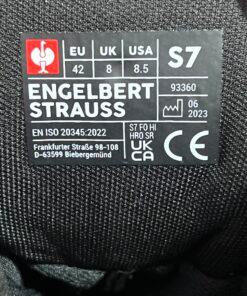 EU UK USA S7
42 8 8.5
93360
ENGELBERT
STRAUSS
06
2023
EN ISO 20345:2022
S7 FO HI
HRO SR
Frankfurter Straße 98-108
D-63599 Biebergemünd
UK
CA
CE